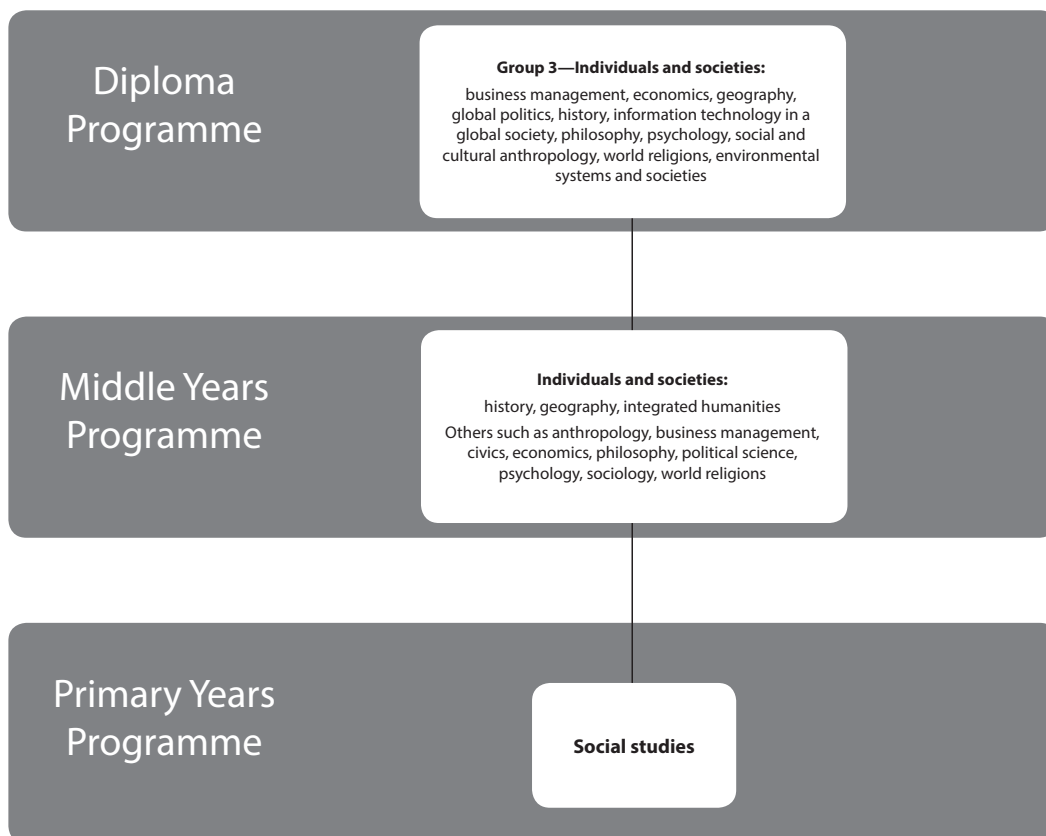 Diploma
Programme
Group 3—Individuals and societies:
business management, economics, geography,
global politics, history, information technology in a
global society, philosophy, psychology, social and
cultural anthropology, world religions, environmental
systems and societies
Middle Years
Programme
Individuals and societies:
history, geography, integrated humanities
Others such as anthropology, business management,
civics, economics, philosophy, political science,
psychology, sociology, world religions
Primary Years
Programme
Social studies